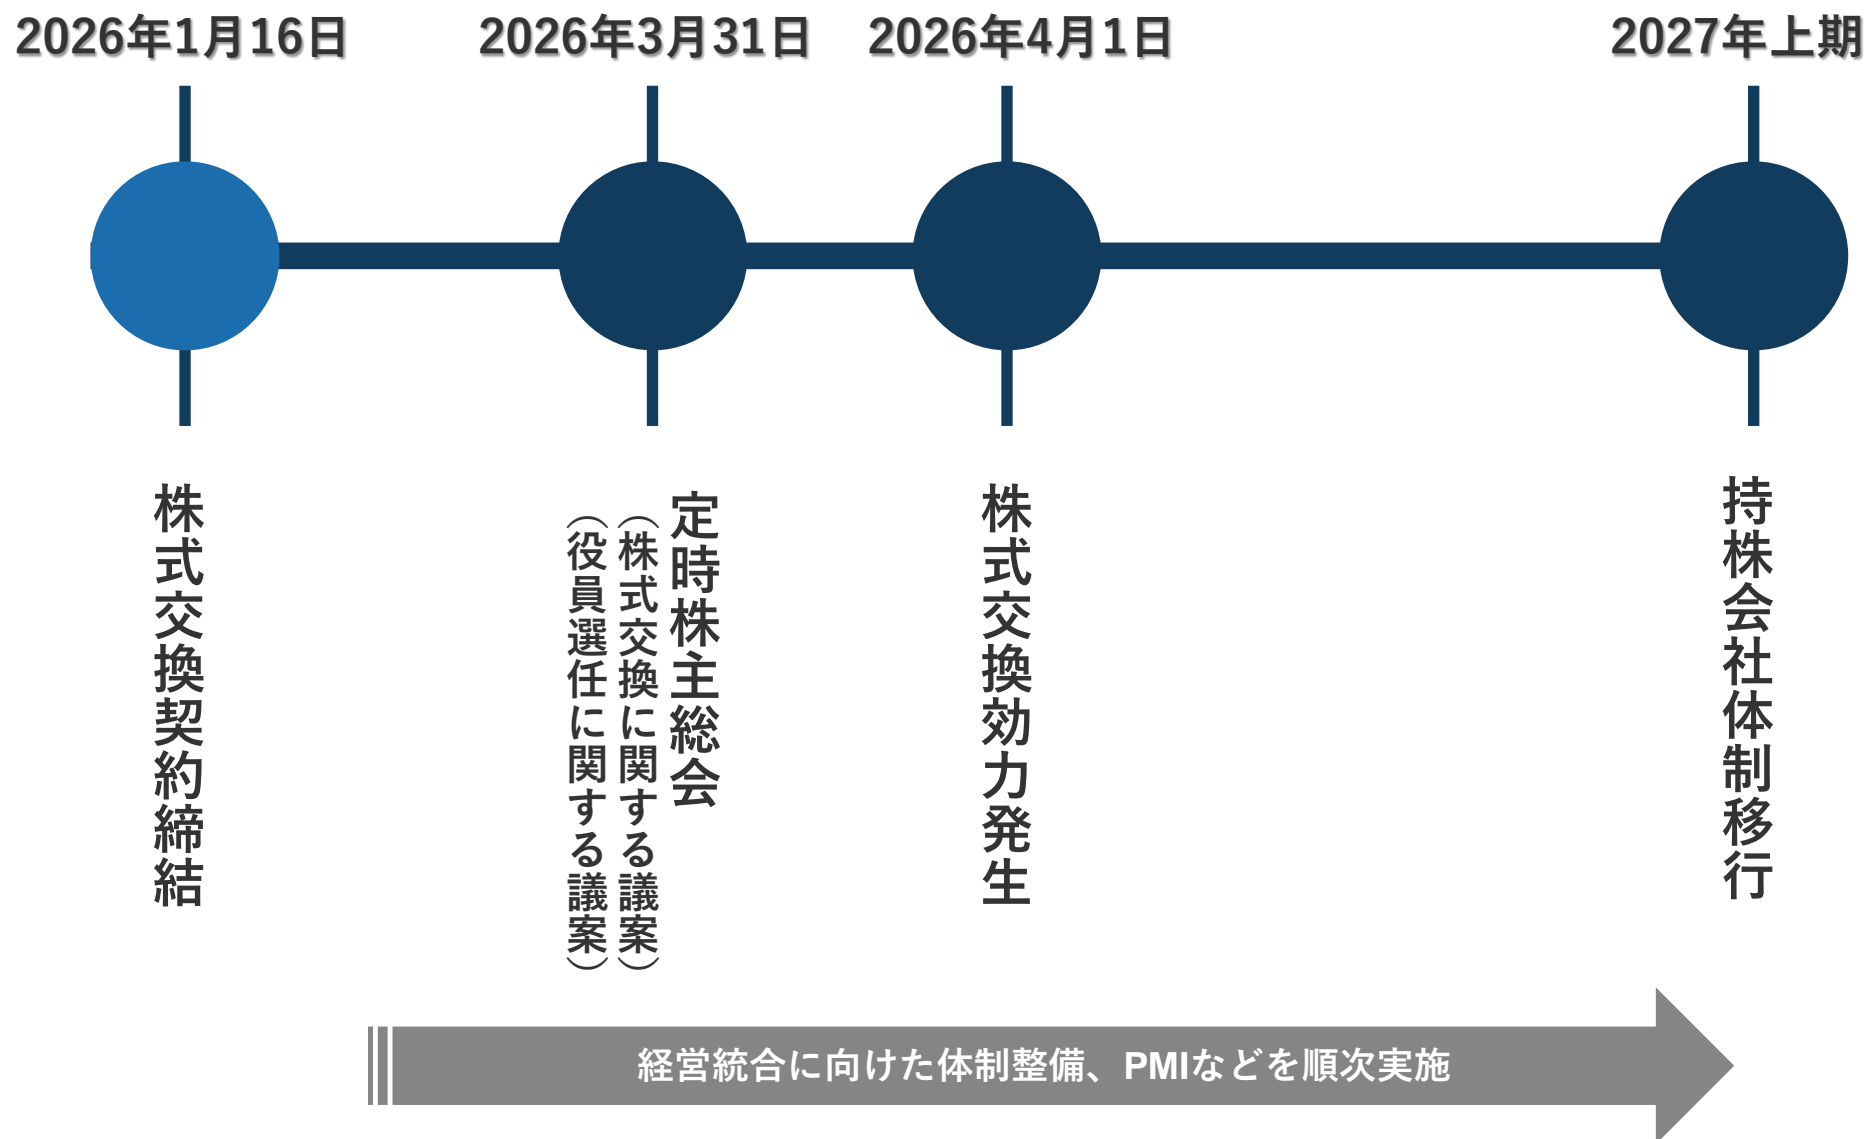 2026年1月16日
2026年3月31日
2026年4月1日
2027年上期
株式交換契約締結
定時株主総会
（株式交換に関する議案）
（役員選任に関する議案）
株式交換効力発生
持株会社体制移行
経営統合に向けた体制整備、PMIなどを順次実施